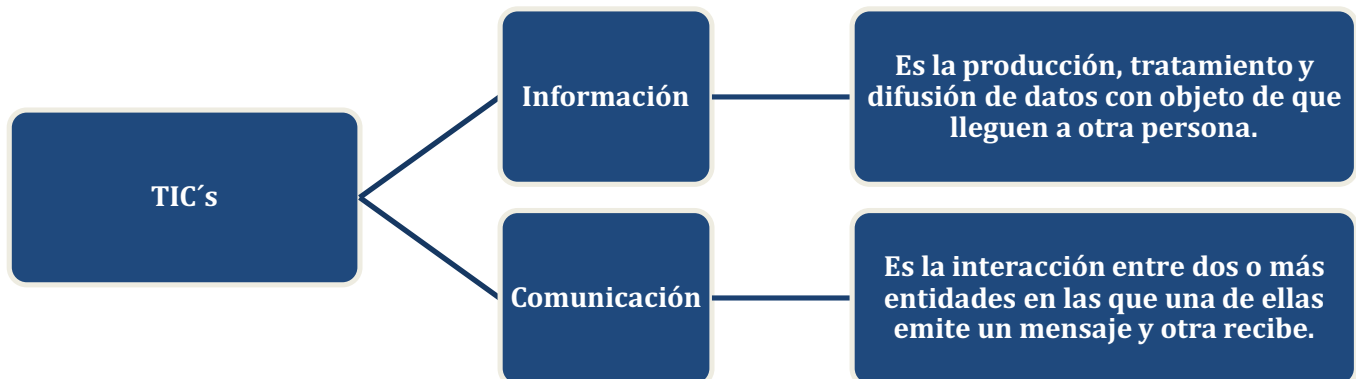 TIC´s
Información
Es la producción, tratamiento y
difusión de datos con objeto de que
lleguen a otra persona.
Comunicación
Es la interacción entre dos o más
entidades en las que una de ellas
emite un mensaje y otra recibe.